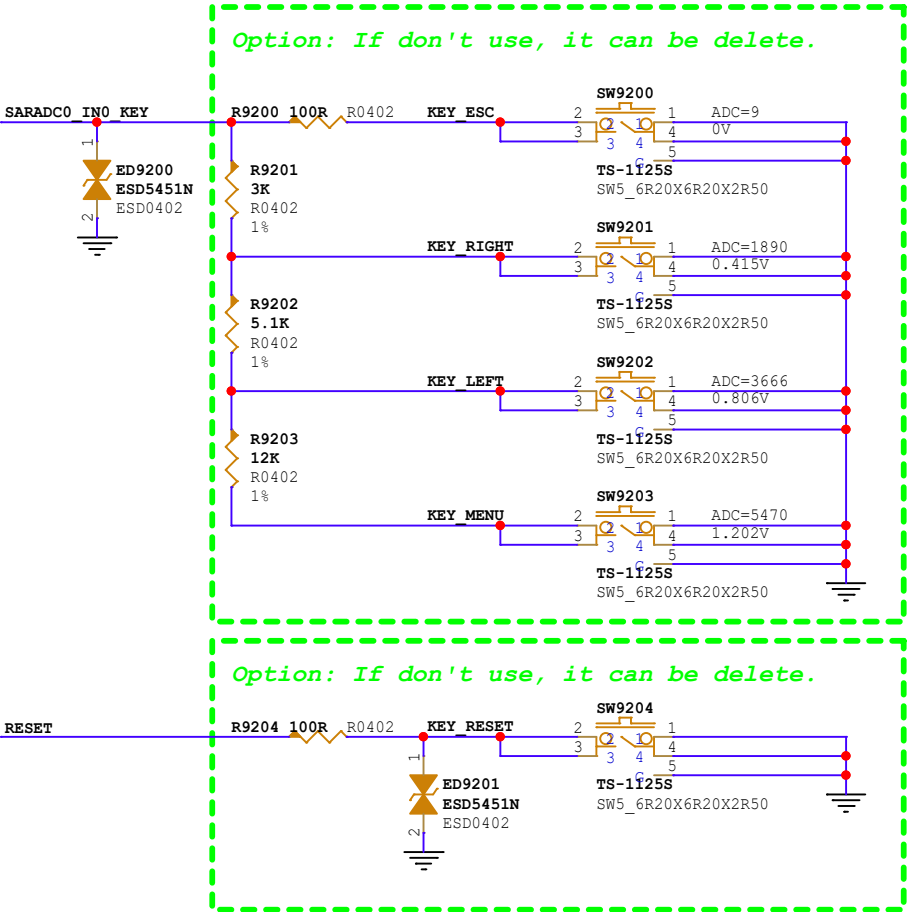 Option: If don't use, it can be delete.
SW9200
SARADC0_IN0_KEY
R9200 100R R0402
KEY_ESC
2 1 ADC=9
3 2 1 4 0V
3 4 5
G
1
ED9200
ESD5451N
ESD0402
2
R9201
3K
R0402
1%
TS-1125S
SW5_6R20X6R20X2R50
SW9201
KEY_RIGHT
2 1 ADC=1890
3 2 1 4 0.415V
3 4 5
G
R9202
5.1K
R0402
1%
TS-1125S
SW5_6R20X6R20X2R50
SW9202
KEY_LEFT
2 1 ADC=3666
3 2 1 4 0.806V
3 4 5
G
R9203
12K
R0402
1%
TS-1125S
SW5_6R20X6R20X2R50
SW9203
KEY_MENU
2 1 ADC=5470
3 2 1 4 1.202V
3 4 5
G
TS-1125S
SW5_6R20X6R20X2R50
Option: If don't use, it can be delete.
SW9204
RESET
R9204 100R R0402
KEY_RESET
2 1
3 2 1 4
3 4 5
G
TS-1125S
SW5_6R20X6R20X2R50
1
ED9201
ESD5451N
ESD0402
2